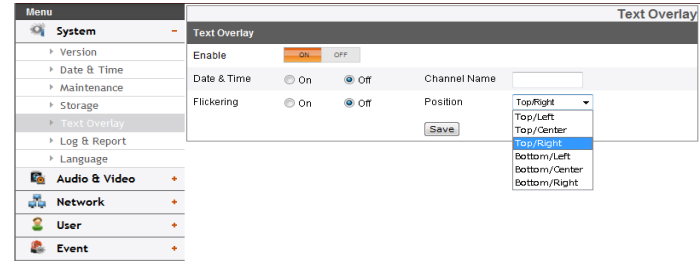 Menu
System -
Version
Date & Time
Maintenance
Storage
Text Overlay
Log & Report
Language
Audio & Video +
Network +
User +
Event +
Text Overlay
Text Overlay
Enable ON OFF
Date & Time On Off Channel Name
Flickering On Off Position Top/Right
Save
Top/Left
Top/Center
Top/Right
Bottom/Left
Bottom/Center
Bottom/Right